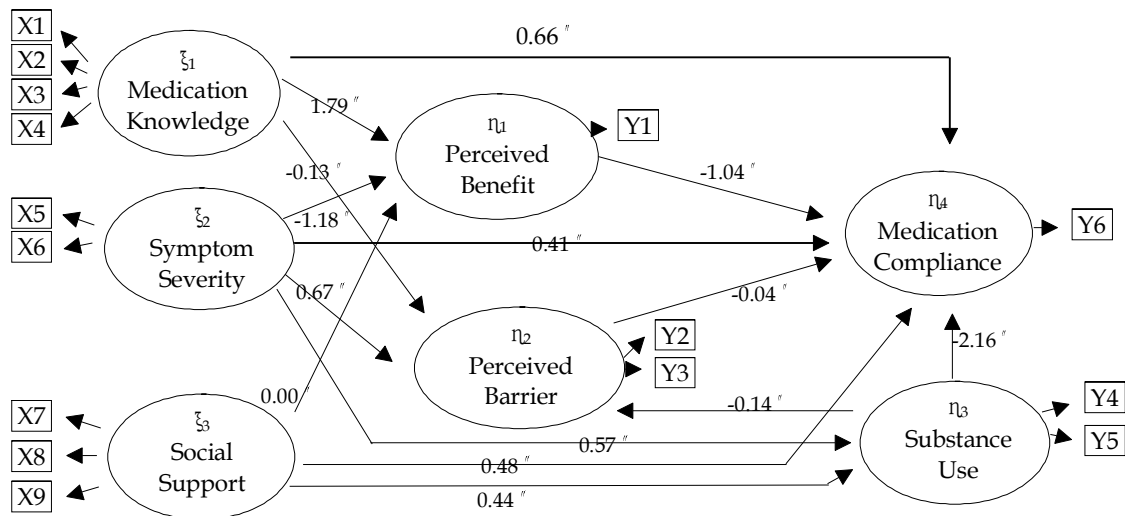 X1
X2
X3
X4
ξ1
Medication
Knowledge
0.66 ″
1.79 ″
η1
Perceived
Benefit
Y1
-0.13 ″
-1.18 ″
-1.04 ″
X5
X6
ξ2
Symptom
Severity
0.41 ″
η4
Medication
Compliance
Y6
0.67 ″
-0.04 ″
η2
Perceived
Barrier
Y2
Y3
-2.16 ″
0.00 ″
-0.14 ″
X7
X8
X9
ξ3
Social
Support
0.57 ″
0.48 ″
0.44 ″
η3
Substance
Use
Y4
Y5